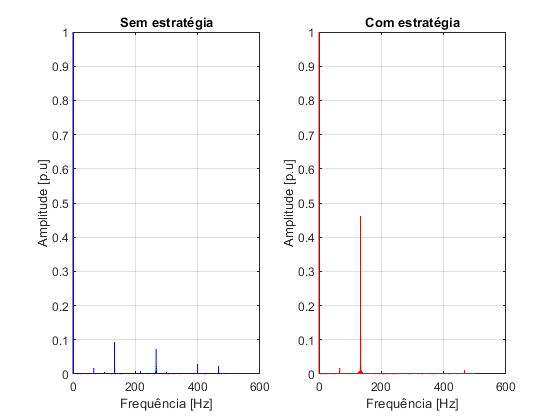 Sem estratégia
Amplitude [p.u]
1
0.9
0.8
0.7
0.6
0.5
0.4
0.3
0.2
0.1
0
0 200 400 600
Frequência [Hz]
Com estratégia
Amplitude [p.u]
1
0.9
0.8
0.7
0.6
0.5
0.4
0.3
0.2
0.1
0
0 200 400 600
Frequência [Hz]